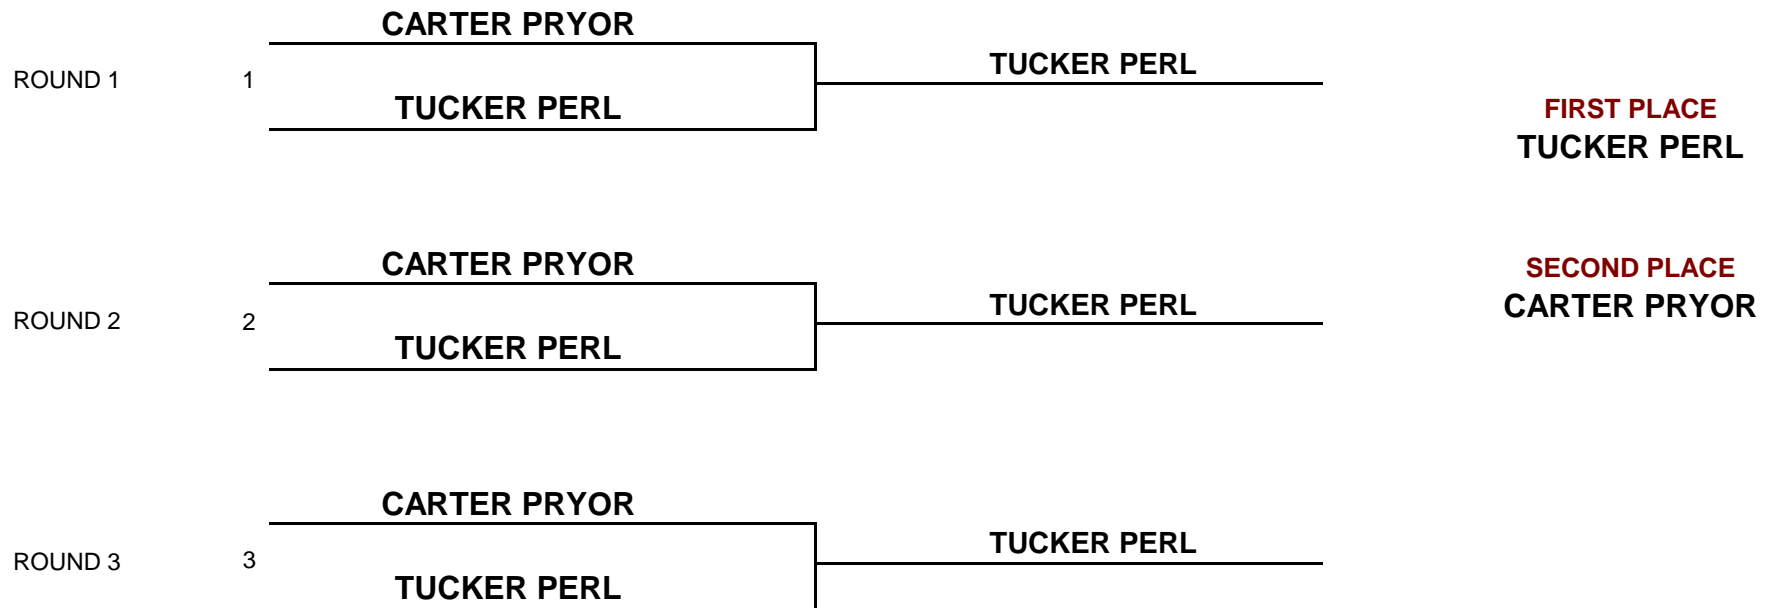 CARTER PRYOR
ROUND 1
1
TUCKER PERL
TUCKER PERL
FIRST PLACE
TUCKER PERL
CARTER PRYOR
ROUND 2
2
TUCKER PERL
TUCKER PERL
SECOND PLACE
CARTER PRYOR
CARTER PRYOR
ROUND 3
3
TUCKER PERL
TUCKER PERL